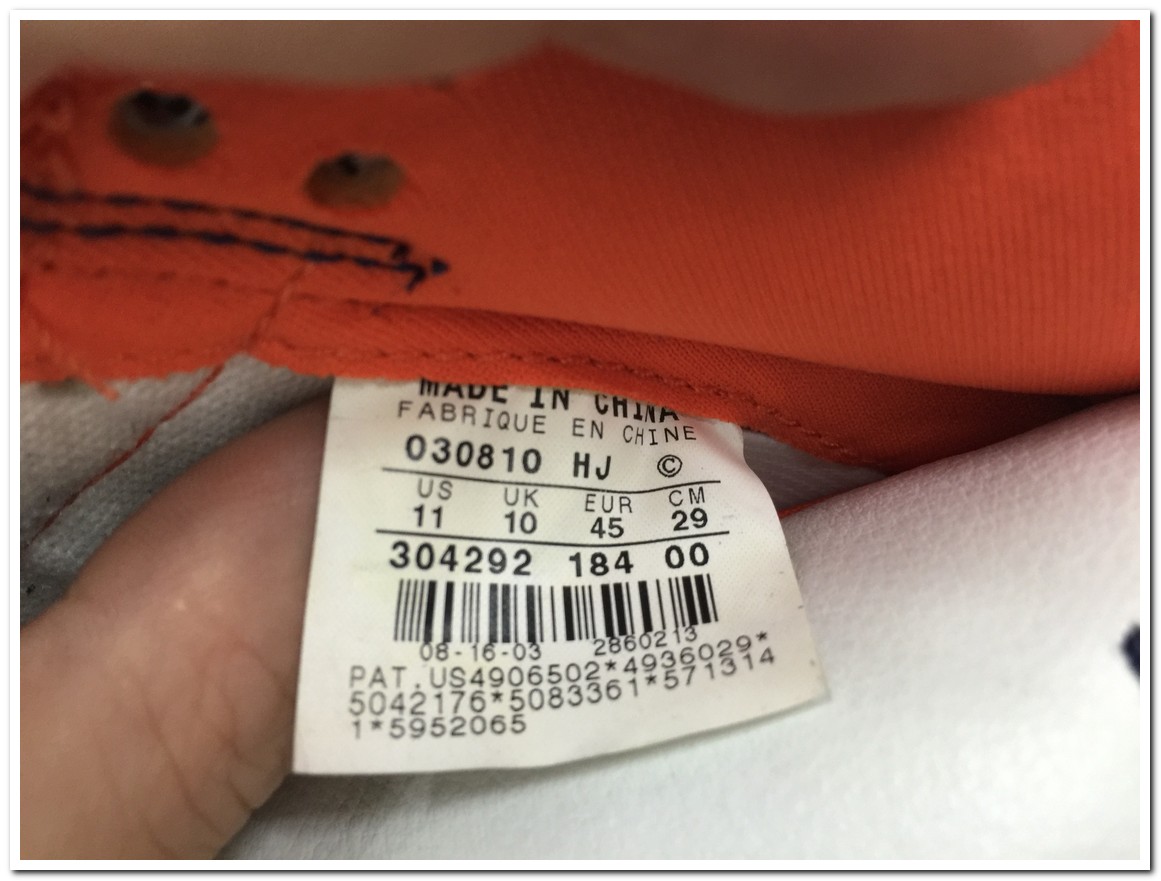 MADE IN CHINA
FABRIQUE EN CHINE
030810 HJ ©
US UK EUR CM
11 10 45 29
304292 184 00
08-16-03 2860213
PAT.US4906502*4936029*
5042176*5083361*571314
1*5952065